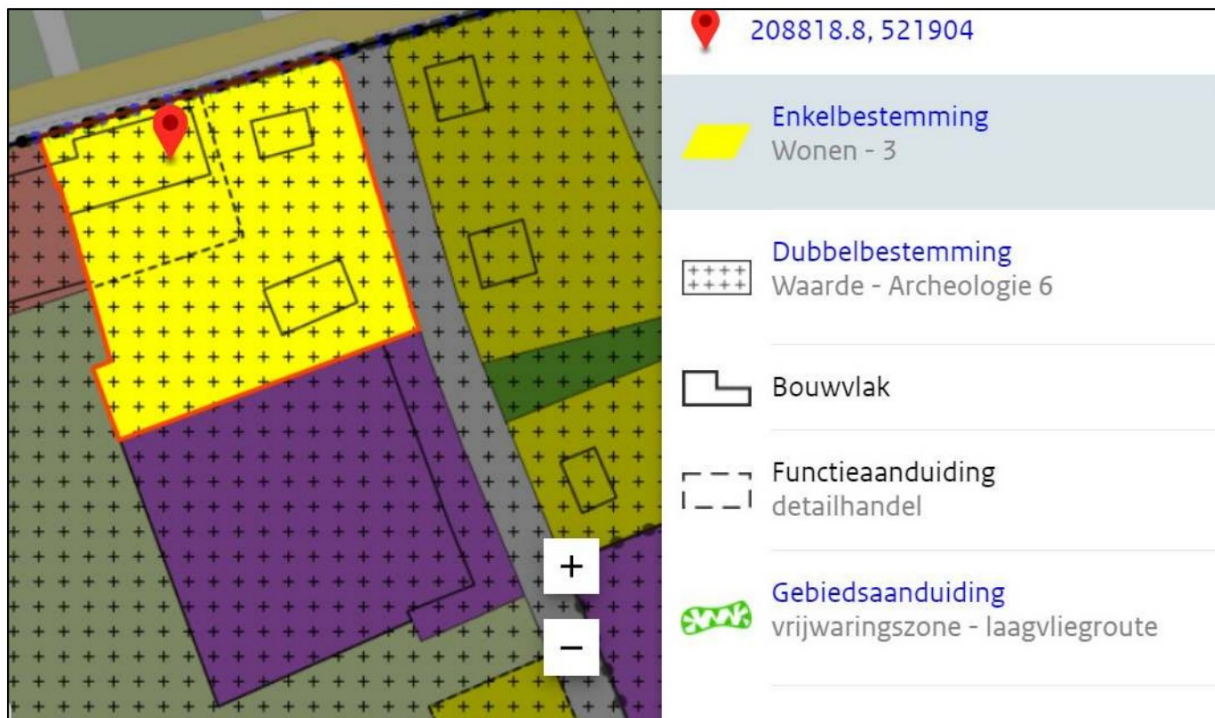 208818.8, 521904
Enkelbestemming
Wonen - 3
Dubbelbestemming
Waarde - Archeologie 6
Bouwvlak
Functieaanduiding
detailhandel
Gebiedsaanduiding
vrijwaringszone - laagvliegroute
+
−